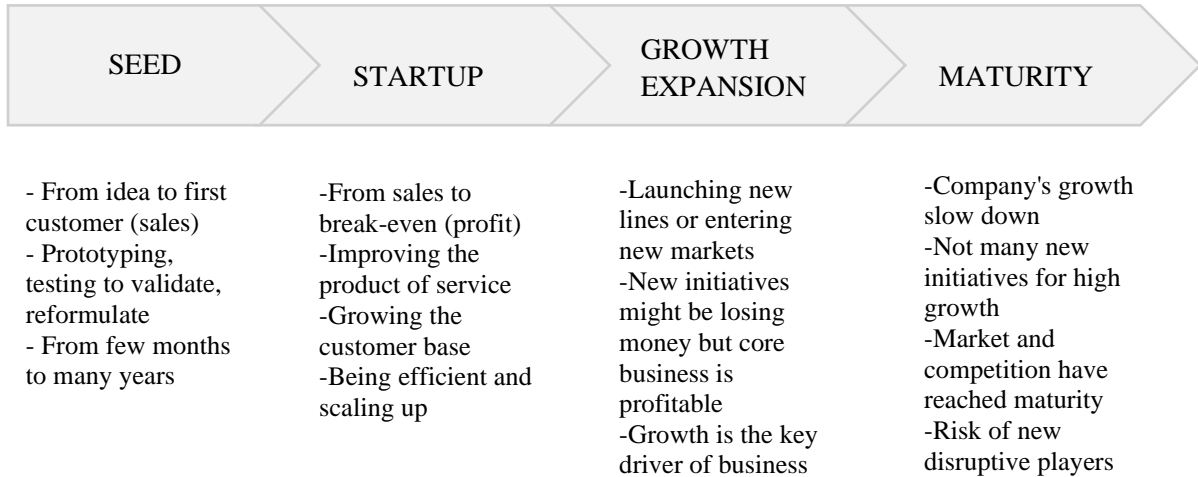 SEED
STARTUP
GROWTH
EXPANSION
MATURITY
- From idea to first
customer (sales)
- Prototyping,
testing to validate,
reformulate
- From few months
to many years
-From sales to
break-even (profit)
-Improving the
product of service
-Growing the
customer base
-Being efficient and
scaling up
-Launching new
lines or entering
new markets
-New initiatives
might be losing
money but core
business is
profitable
-Growth is the key
driver of business
-Company's growth
slow down
-Not many new
initiatives for high
growth
-Market and
competition have
reached maturity
-Risk of new
disruptive players